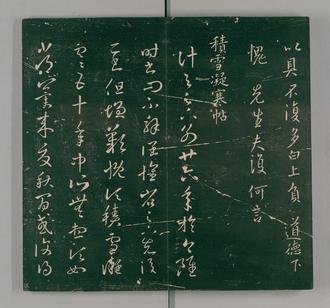 以具不復多白上負道德下
愧先生夫復何言
積雪凝寒帖
計與足下別廿六年於今雖
時書問不解闊懷省足下先後
二書但增歎慨頃積雪凝
寒五十年中所無想頃如
常冀來夏秋間或復得